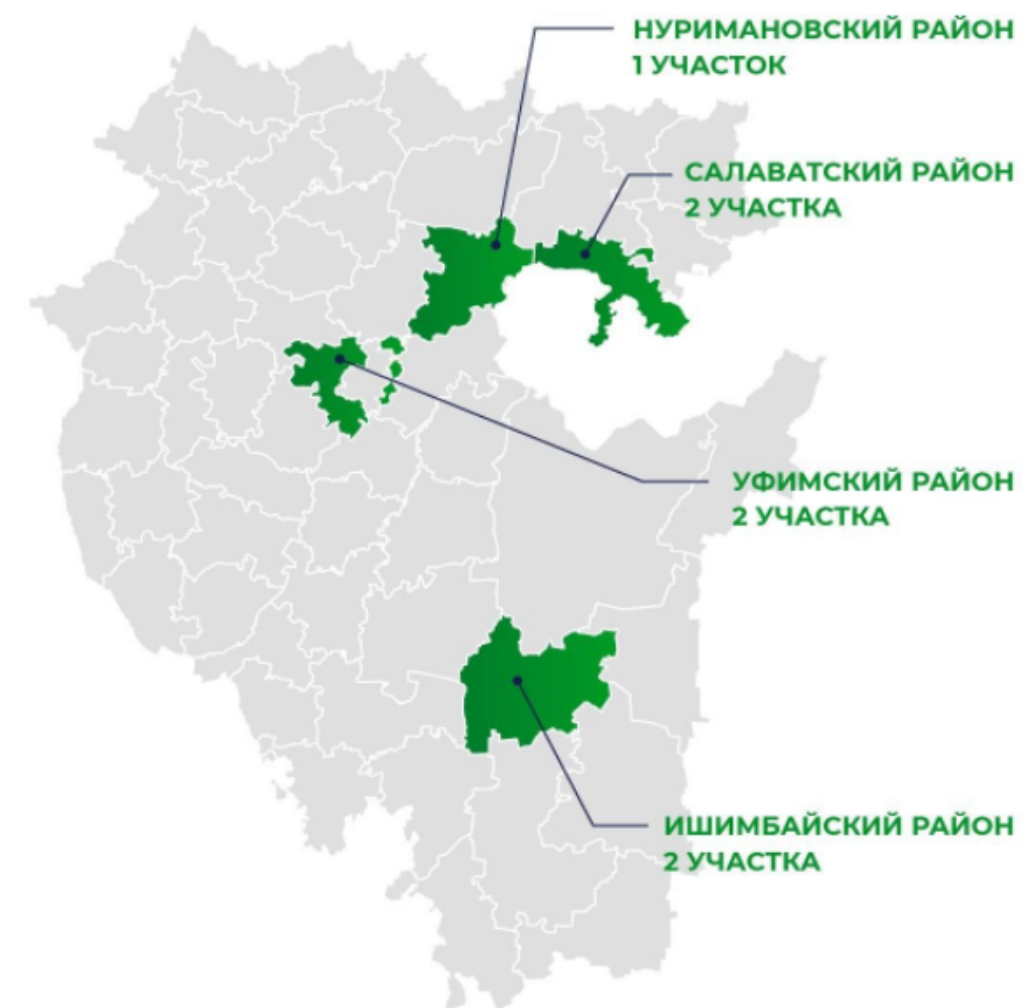 НУРИМАНОВСКИЙ РАЙОН
1 УЧАСТОК
САЛАВАТСКИЙ РАЙОН
2 УЧАСТКА
УФИМСКИЙ РАЙОН
2 УЧАСТКА
ИШИМБАЙСКИЙ РАЙОН
2 УЧАСТКА